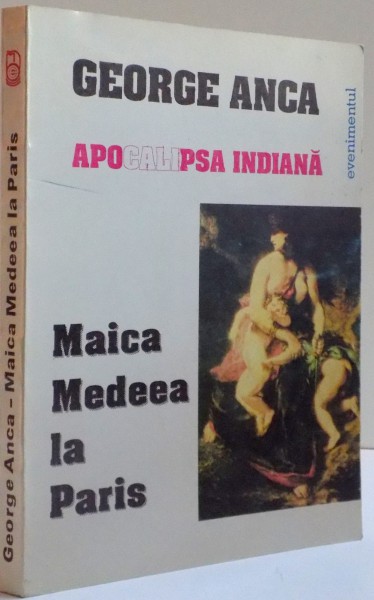 George Anca - Maica Medeea la Paris
GEORGE ANCA
APOCALIPSA INDIANĂ
evenimentul
Maica
Medeea
la
Paris